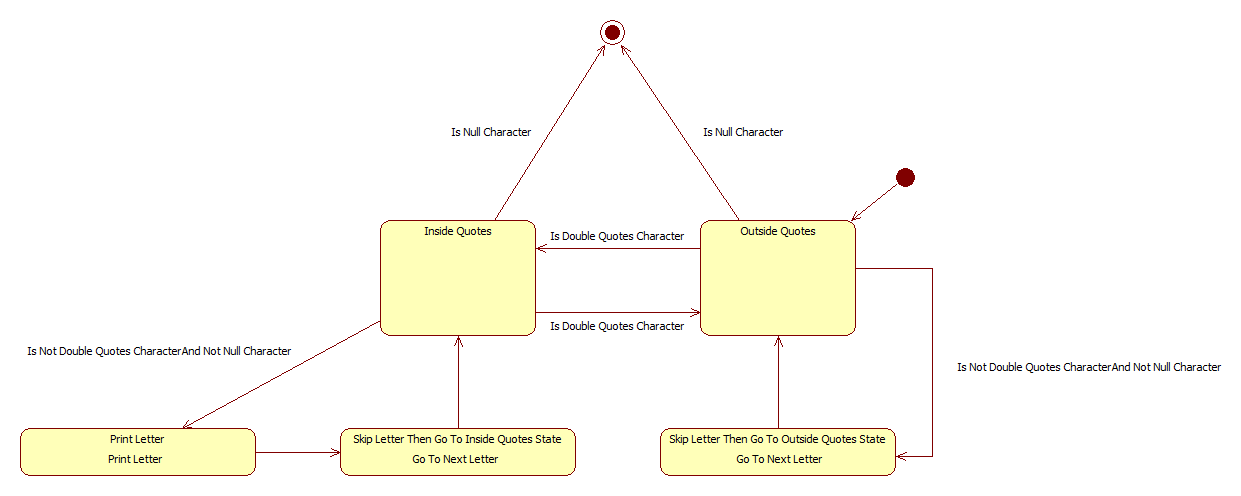 Is Null Character
Is Null Character
Inside Quotes
Outside Quotes
Is Double Quotes Character
Is Double Quotes Character
Is Not Double Quotes CharacterAnd Not Null Character
Is Not Double Quotes CharacterAnd Not Null Character
Print Letter
Print Letter
Skip Letter Then Go To Inside Quotes State
Go To Next Letter
Skip Letter Then Go To Outside Quotes State
Go To Next Letter